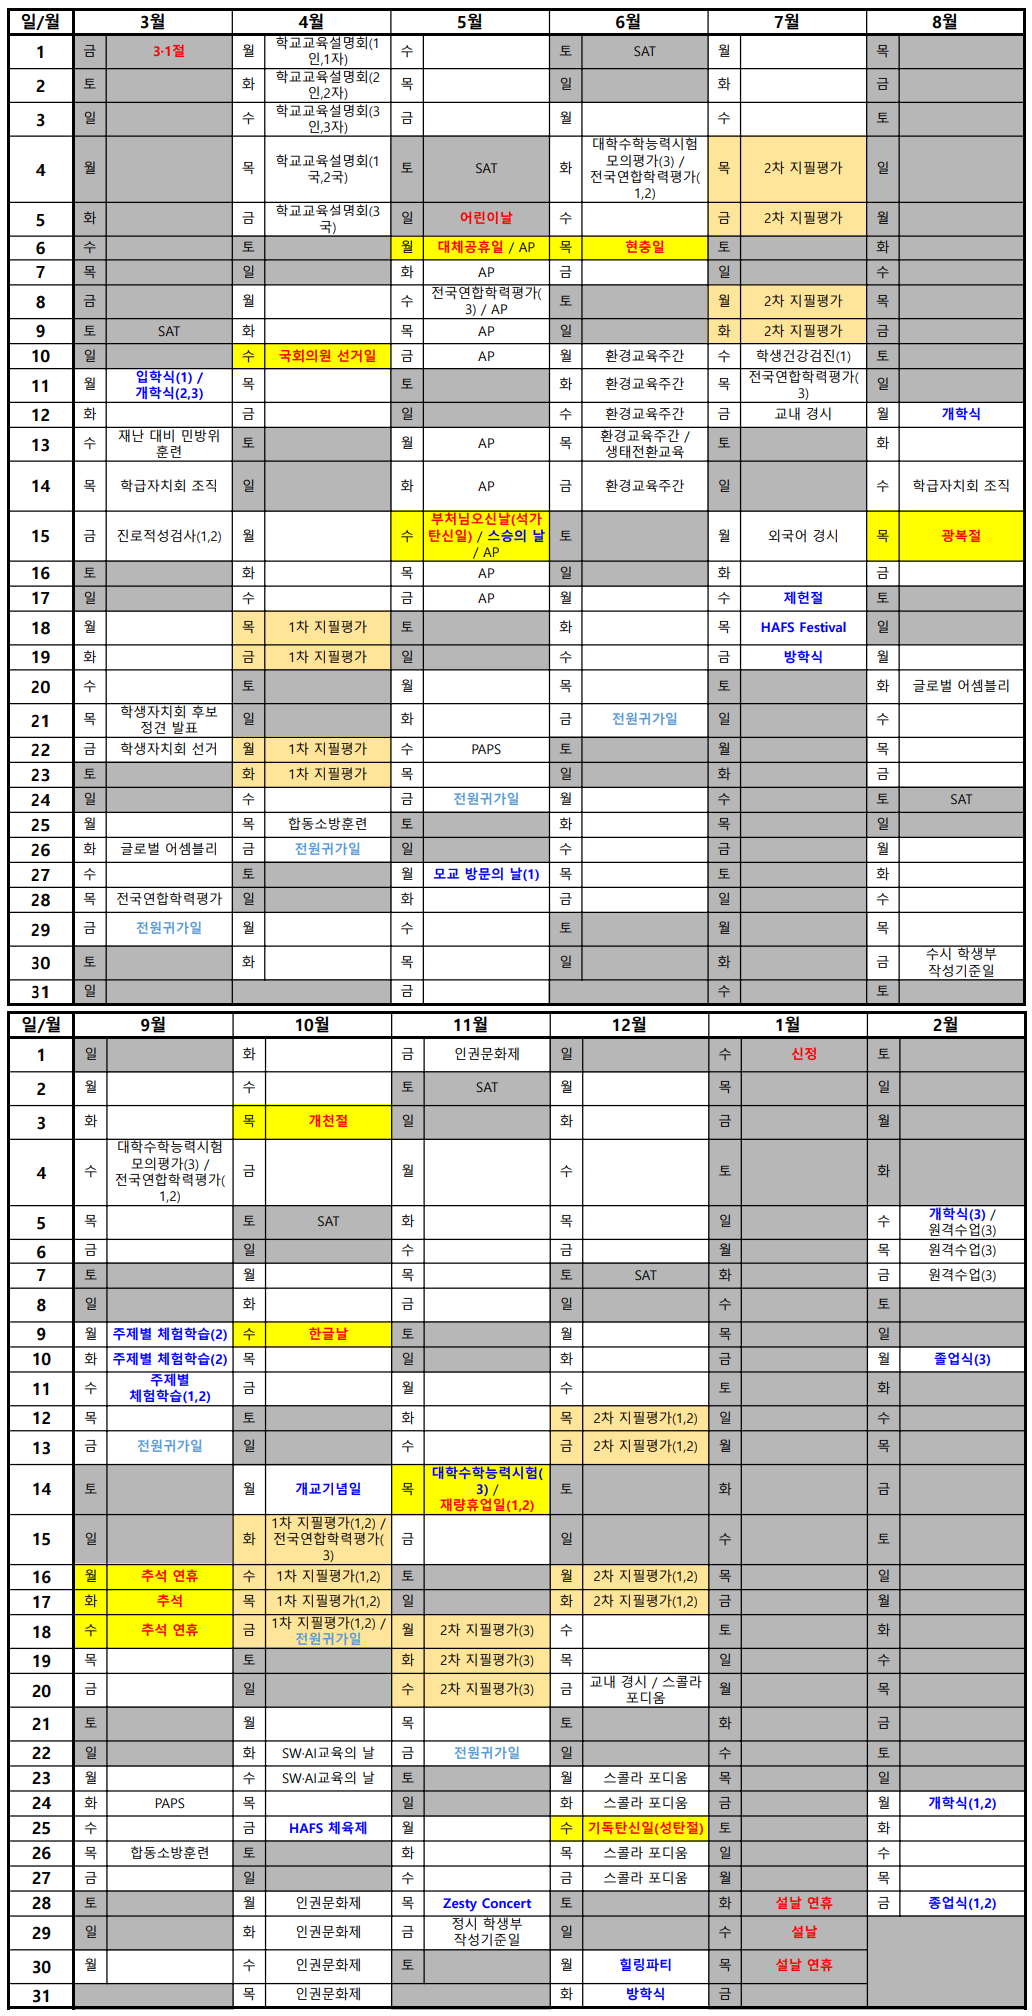 일/월 3월 4월 5월 6월 7월 8월
1 금 3·1절 월 학교교육설명회(1인,1자) 수 토 SAT 월 목
2 토 화 학교교육설명회(2인,2자) 목 일 화 금
3 일 수 학교교육설명회(3인,3자) 금 월 수 토
4 월 목 학교교육설명회(1국,2국) 토 SAT 화 대학수학능력시험 모의평가(3) / 전국연합학력평가(1,2) 목 2차 지필평가 일
5 화 금 학교교육설명회(3국) 일 어린이날 수 금 2차 지필평가 월
6 수 토 월 대체공휴일 / AP 목 현충일 토 화
7 목 일 화 AP 금 일 수
8 금 월 수 전국연합학력평가(3) / AP 토 월 2차 지필평가 목
9 토 SAT 화 목 AP 일 화 2차 지필평가 금
10 일 수 국회의원 선거일 금 AP 월 환경교육주간 수 학생건강검진(1) 토
11 월 입학식(1) / 개학식(2,3) 목 토 화 환경교육주간 목 전국연합학력평가(3) 일
12 화 금 일 수 환경교육주간 금 교내 경시 월 개학식
13 수 재난 대비 민방위 훈련 토 월 AP 목 환경교육주간 / 생태전환교육 토 화
14 목 학급자치회 조직 일 화 AP 금 환경교육주간 일 수 학급자치회 조직
15 금 진로적성검사(1,2) 월 수 부처님오신날(석가탄신일) / 스승의 날 / AP 토 월 외국어 경시 목 광복절
16 토 화 목 AP 일 화 금
17 일 수 금 AP 월 수 제헌절 토
18 월 목 1차 지필평가 토 화 목 HAFS Festival 일
19 화 금 1차 지필평가 일 수 금 방학식 월
20 수 토 월 목 토 화 글로벌 어셈블리
21 목 학생자치회 후보 정견 발표 일 화 금 전원귀가일 일 수
22 금 학생자치회 선거 월 1차 지필평가 수 PAPS 토 월 목
23 토 화 1차 지필평가 목 일 화 금
24 일 수 금 전원귀가일 월 수 토 SAT
25 월 목 합동소방훈련 토 화 목 일
26 화 글로벌 어셈블리 금 전원귀가일 일 수 금 월
27 수 토 월 모교 방문의 날(1) 목 토 화
28 목 전국연합학력평가 일 화 금 일 수
29 금 전원귀가일 월 수 토 월 목
30 토 화 목 일 화 금 수시 학생부 작성기준일
31 일 금 수 토
일/월 9월 10월 11월 12월 1월 2월
1 일 화 금 인권문화제 일 수 신정 토
2 월 수 토 SAT 월 목 일
3 화 목 개천절 일 화 금 월
4 수 대학수학능력시험 모의평가(3) / 전국연합학력평가(1,2) 금 월 수 토 화
5 목 토 SAT 화 목 일 수 개학식(3) / 원격수업(3)
6 금 일 수 금 월 목 원격수업(3)
7 토 월 목 토 SAT 화 금 원격수업(3)
8 일 화 금 일 수 토
9 월 주제별 체험학습(2) 수 한글날 토 월 목 일
10 화 주제별 체험학습(2) 목 일 화 금 월 졸업식(3)
11 수 주제별 체험학습(1,2) 금 월 수 토 화
12 목 토 화 목 2차 지필평가(1,2) 일 수
13 금 전원귀가일 일 수 금 2차 지필평가(1,2) 월 목
14 토 월 개교기념일 목 대학수학능력시험(3) / 재량휴업일(1,2) 토 화 금
15 일 화 1차 지필평가(1,2) / 전국연합학력평가(3) 금 일 수 토
16 월 추석 연휴 수 1차 지필평가(1,2) 토 월 2차 지필평가(1,2) 목 일
17 화 추석 목 1차 지필평가(1,2) 일 화 2차 지필평가(1,2) 금 월
18 수 추석 연휴 금 1차 지필평가(1,2) / 전원귀가일 월 2차 지필평가(3) 수 토 화
19 목 토 화 2차 지필평가(3) 목 일 수
20 금 일 수 2차 지필평가(3) 금 교내 경시 / 스콜라 포디움 월 목
21 토 월 목 토 화 금
22 일 화 SW·AI교육의 날 금 전원귀가일 일 수 토
23 월 수 SW·AI교육의 날 토 월 스콜라 포디움 목 일
24 화 PAPS 목 일 화 스콜라 포디움 금 월 개학식(1,2)
25 수 금 HAFS 체육제 월 수 기독탄신일(성탄절) 토 화
26 목 합동소방훈련 토 화 목 스콜라 포디움 일 수
27 금 일 수 금 스콜라 포디움 월 목
28 토 월 인권문화제 목 Zesty Concert 토 화 설날 연휴 금 종업식(1,2)
29 일 화 인권문화제 금 정시 학생부 작성기준일 일 수 설날
30 월 수 인권문화제 토 월 힐링파티 목 설날 연휴
31 목 인권문화제 화 방학식 금